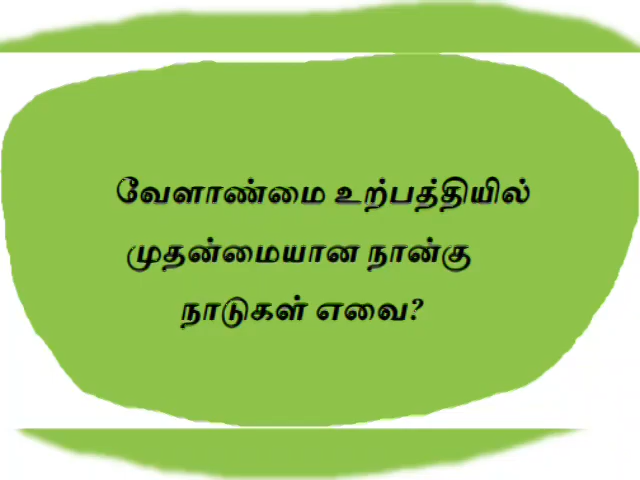 வேளாண்மை உற்பத்தியில்
முதன்மையான நான்கு
நாடுகள் எவை?